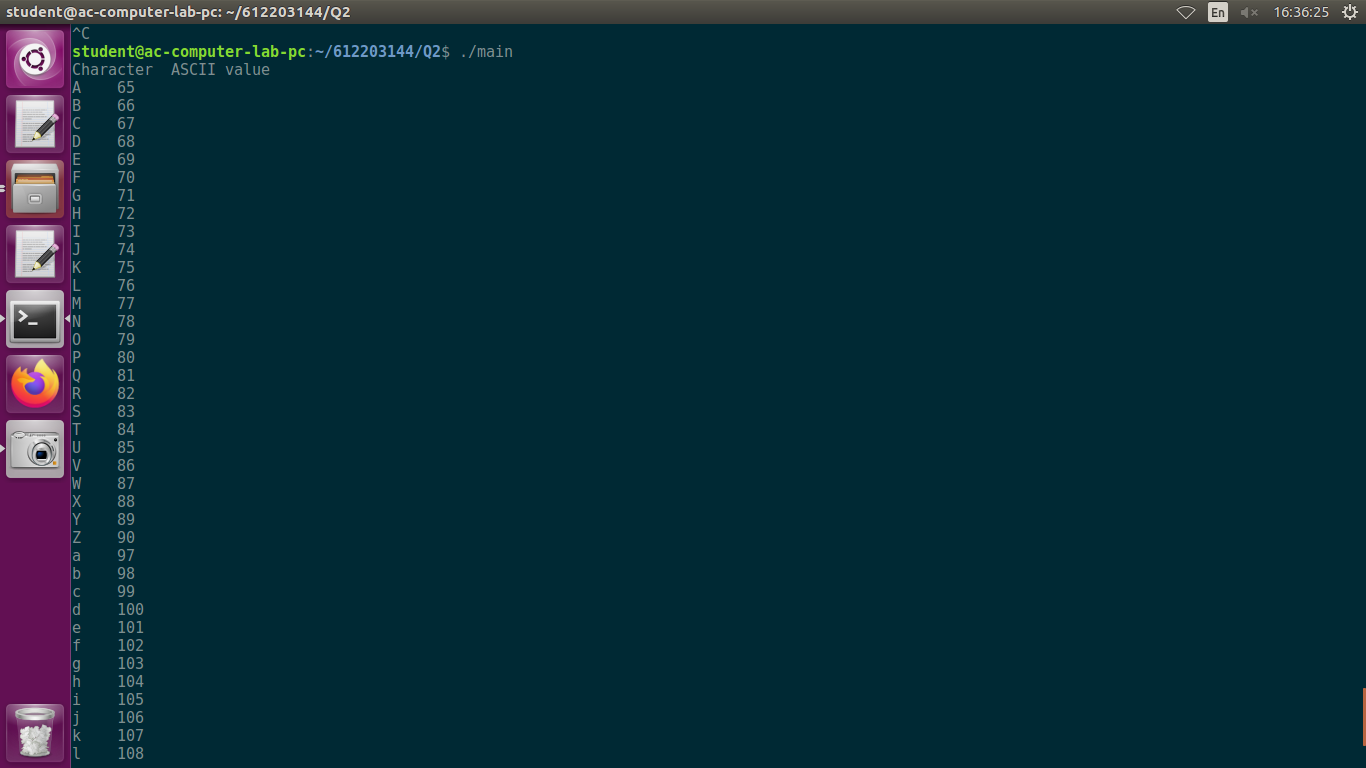 student@ac-computer-lab-pc: ~/612203144/Q2
En
16:36:25
^C
student@ac-computer-lab-pc:~/612203144/Q2$ ./main
Character  ASCII value
A    65
B    66
C    67
D    68
E    69
F    70
G    71
H    72
I    73
J    74
K    75
L    76
M    77
N    78
O    79
P    80
Q    81
R    82
S    83
T    84
U    85
V    86
W    87
X    88
Y    89
Z    90
a    97
b    98
c    99
d    100
e    101
f    102
g    103
h    104
i    105
j    106
k    107
l    108